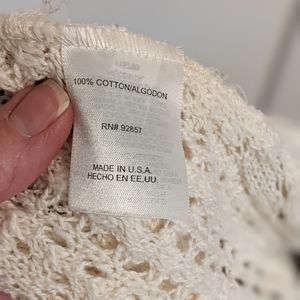 100% COTTON/ALGODON
RN# 92857
MADE IN U.S.A.
HECHO EN EE.UU.